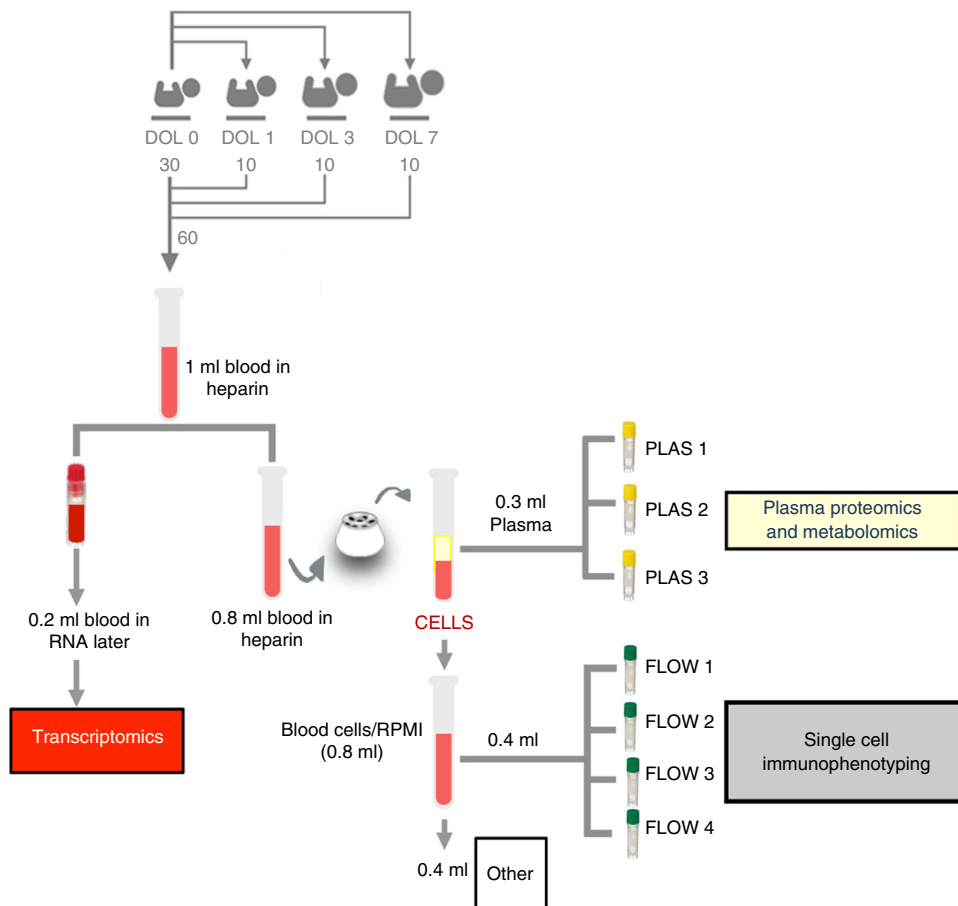 DOL 0
DOL 1
DOL 3
DOL 7
30
10
10
10
60
1 ml blood in
heparin
0.2 ml blood in
RNA later
Transcriptomics
0.8 ml blood in
heparin
CELLS
0.3 ml
Plasma
PLAS 1
PLAS 2
PLAS 3
Plasma proteomics
and metabolomics
Blood cells/RPMI
(0.8 ml)
0.4 ml
FLOW 1
FLOW 2
FLOW 3
FLOW 4
Single cell
immunophenotyping
0.4 ml
Other